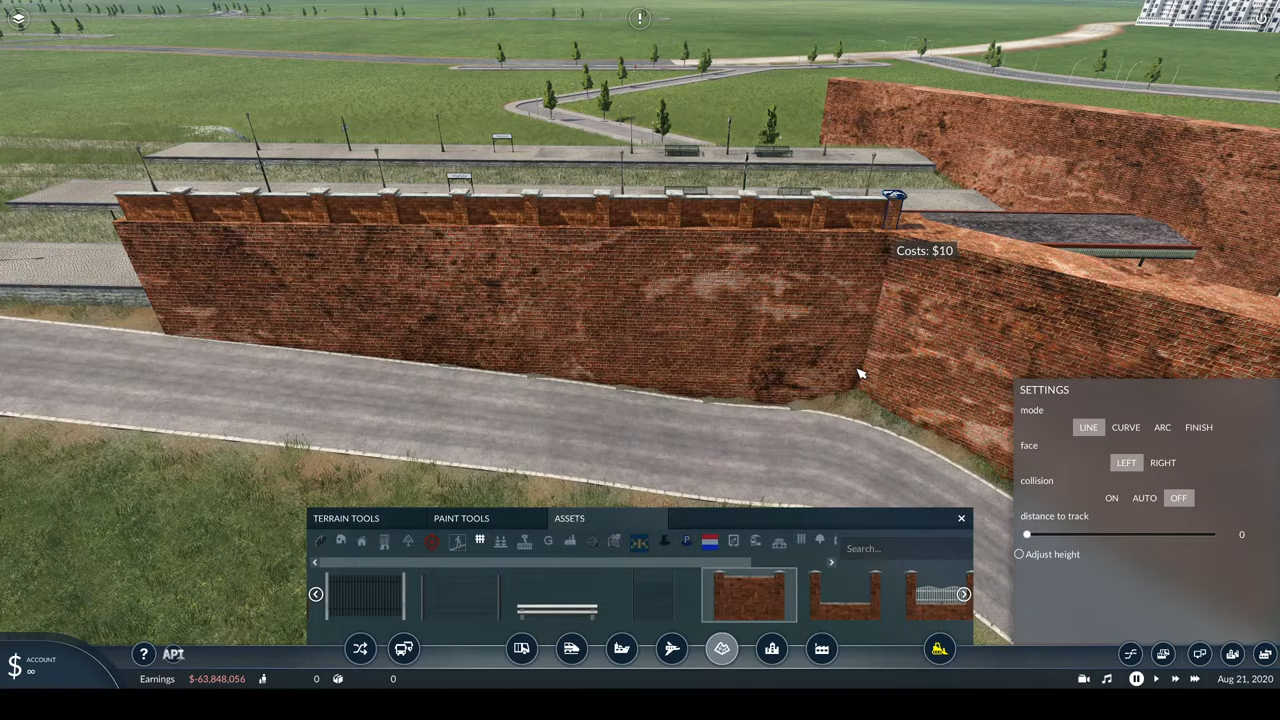 Costs: $10
SETTINGS
mode
LINE CURVE ARC FINISH
face
LEFT RIGHT
collision
ON AUTO OFF
distance to track
0
Adjust height
TERRAIN TOOLS PAINT TOOLS ASSETS
Search...
$ ACCOUNT
∞
? API
Earnings $-63,848,056 0 0
Aug 21, 2020